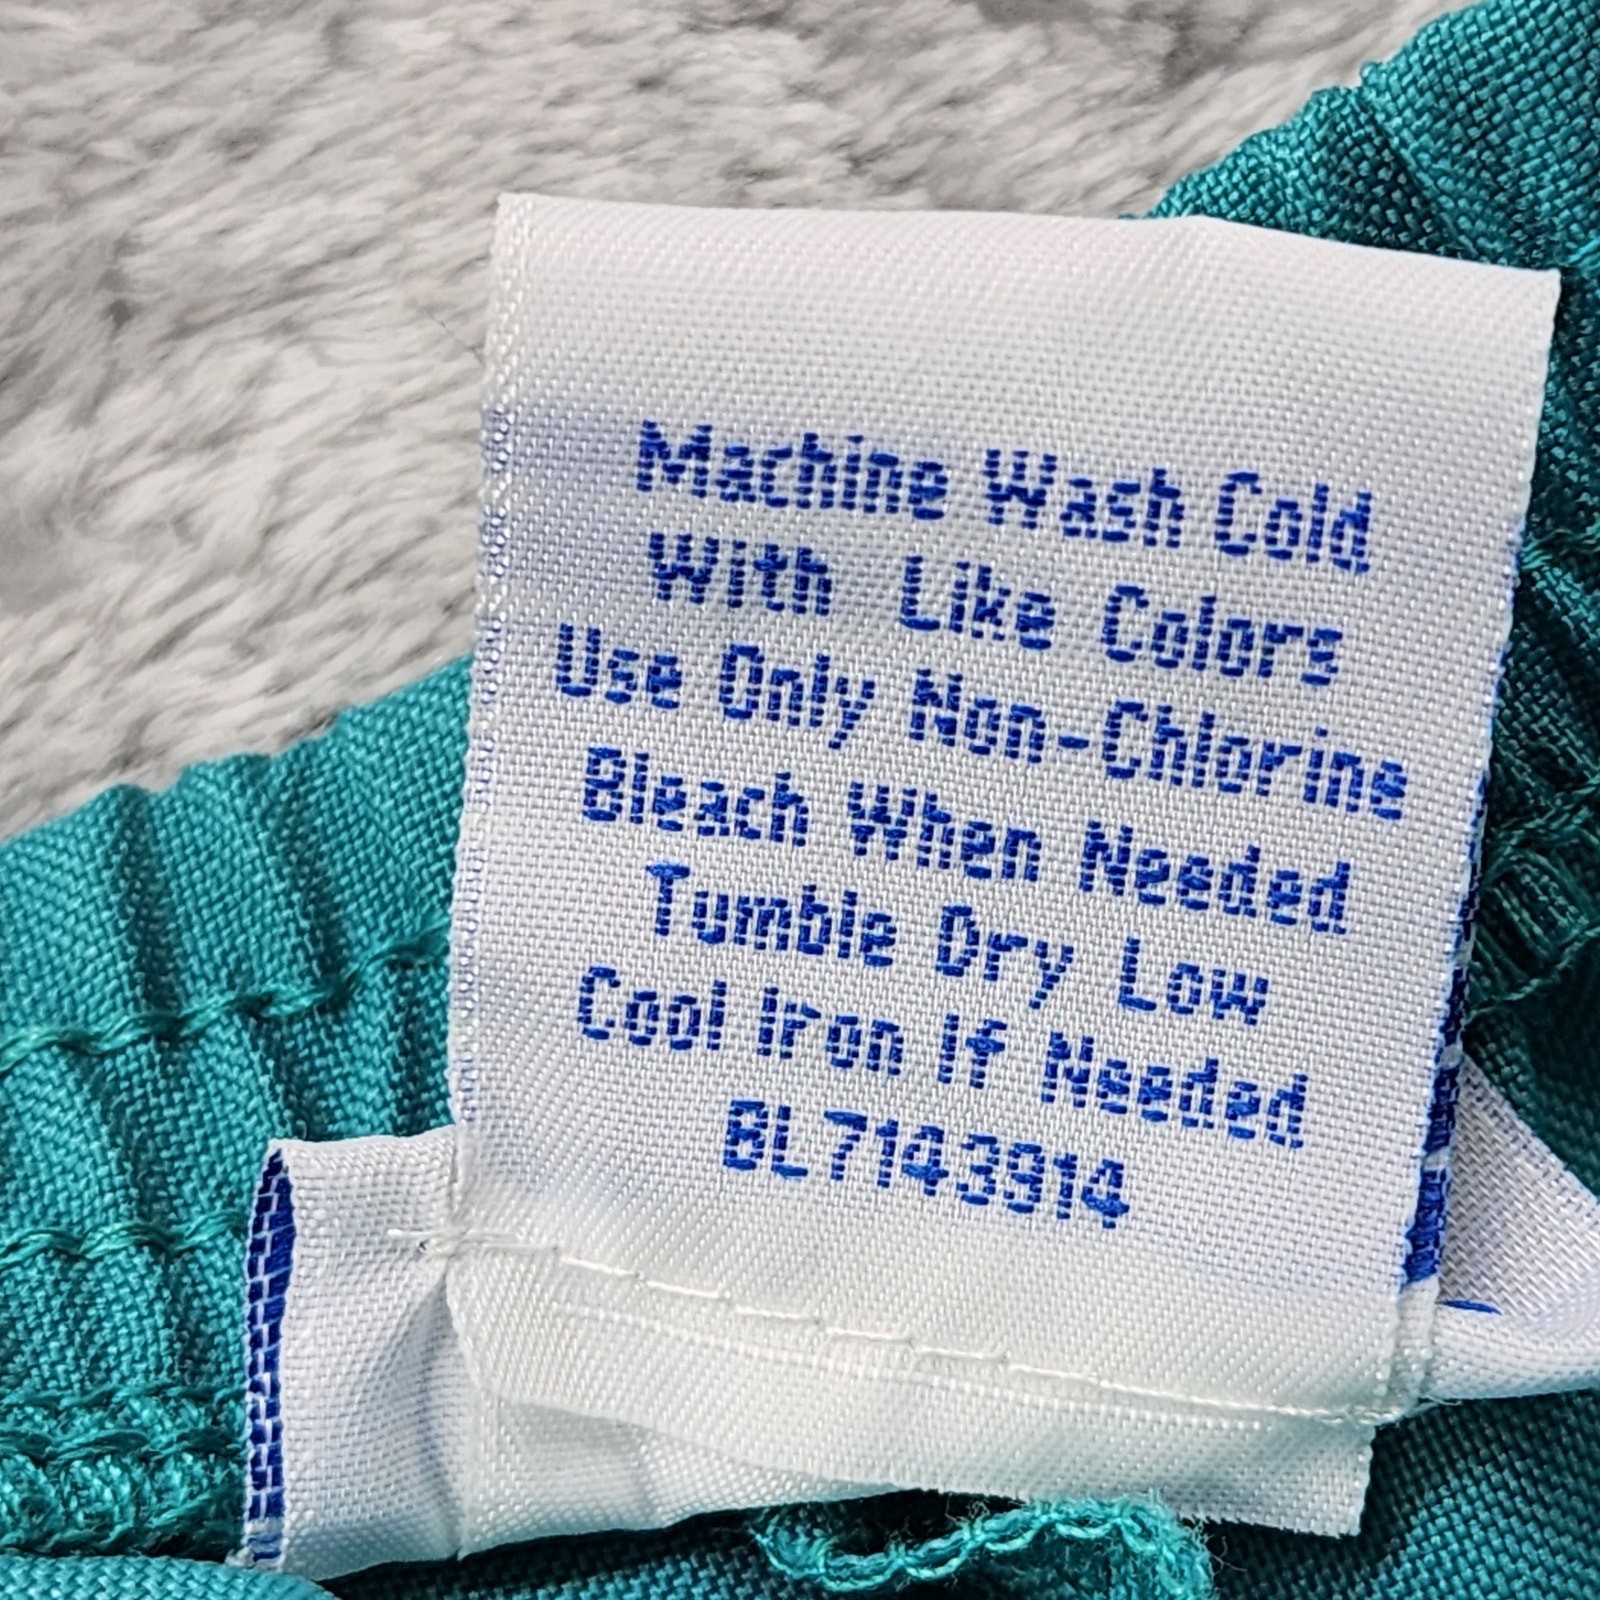 Machine Wash Cold
With Like Colors
Use Only Non-Chlorine
Bleach When Needed
Tumble Dry Low
Cool Iron If Needed
BL7143914